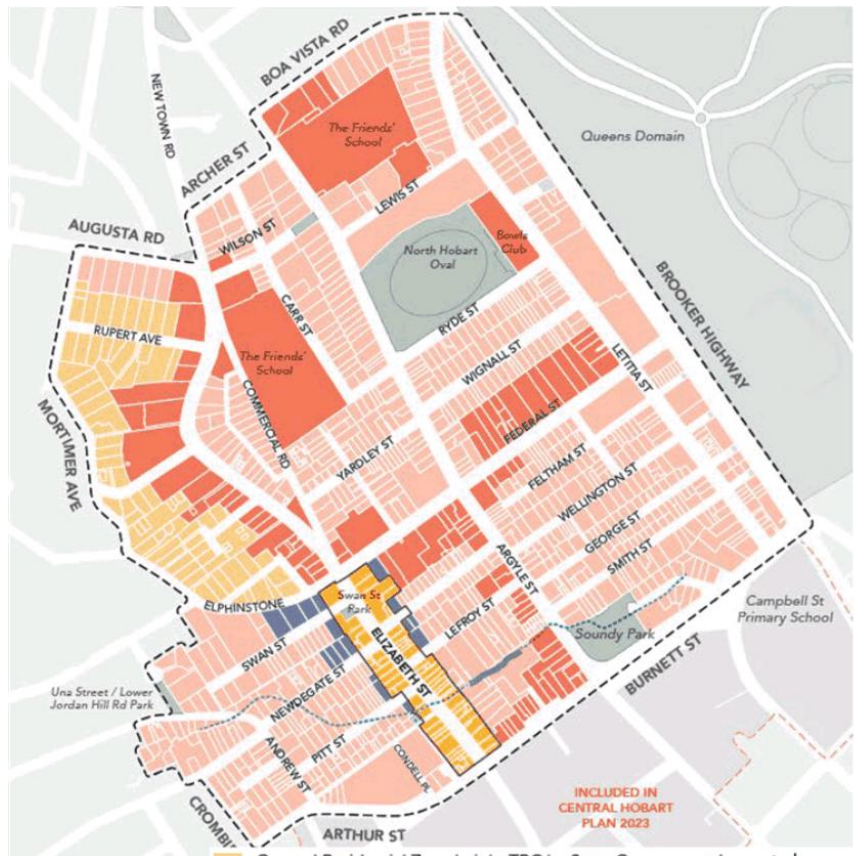 BOA VISTA RD
NEW TOWN RD
The Friends'
School
Queens Domain
ARCHER ST
LEWIS ST
AUGUSTA RD
WILSON ST
North Hobart
Oval
Bowls
Club
BROOKER HIGHWAY
CARR ST
RYDE ST
RUPERT AVE
WIGNALL ST
LETITIA ST
The Friends'
School
COMMERCIAL RD
MORTIMER AVE
FEDERAL ST
YARDLEY ST
FELTHAM ST
WELLINGTON ST
GEORGE ST
SMITH ST
ARGYLE ST
Swan St
Park
ELPHINSTONE
LEFROY ST
Campbell St
Primary School
Soundy Park
SWAN ST
ELIZABETH ST
BURNETT ST
Una Street / Lower
Jordan Hill Rd Park
NEWDEGATE ST
PITT ST
ANDREW ST
CONDELL PL
INCLUDED IN
CENTRAL HOBART
PLAN 2023
ARTHUR ST